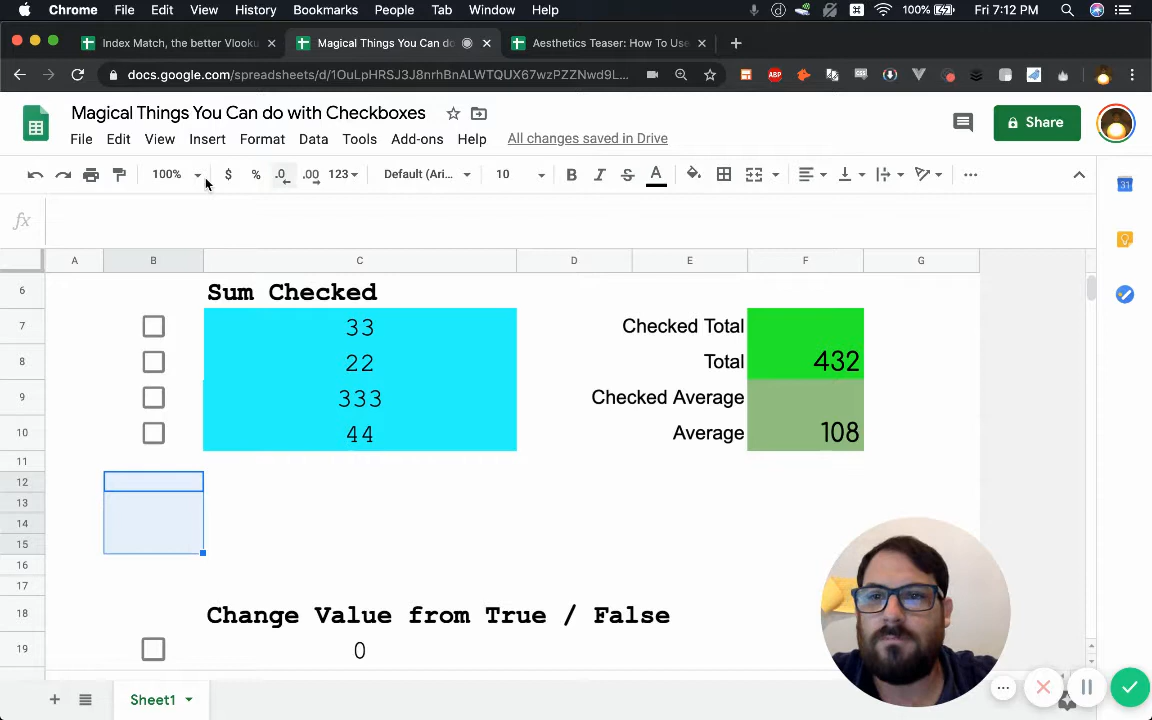 Chrome File Edit View History Bookmarks People Tab Window Help 100% Fri 7:12 PM
Index Match, the better Vlooku
Magical Things You Can do
Aesthetics Teaser: How To Use
docs.google.com/spreadsheets/d/1OuLpHRSJ3J8nrhBnALWTQUX67wzPZZNwd9L...
ABP
Magical Things You Can do with Checkboxes
File Edit View Insert Format Data Tools Add-ons Help All changes saved in Drive
Share
100% $ % .0 .00 123 Default (Ari... 10 B I S A
31
fx
A B C D E F G
6 Sum Checked
7 33 Checked Total
8 22 Total 432
9 333 Checked Average
10 44 Average 108
11
12
13
14
15
16
17
18 Change Value from True / False
19 0
Sheet1